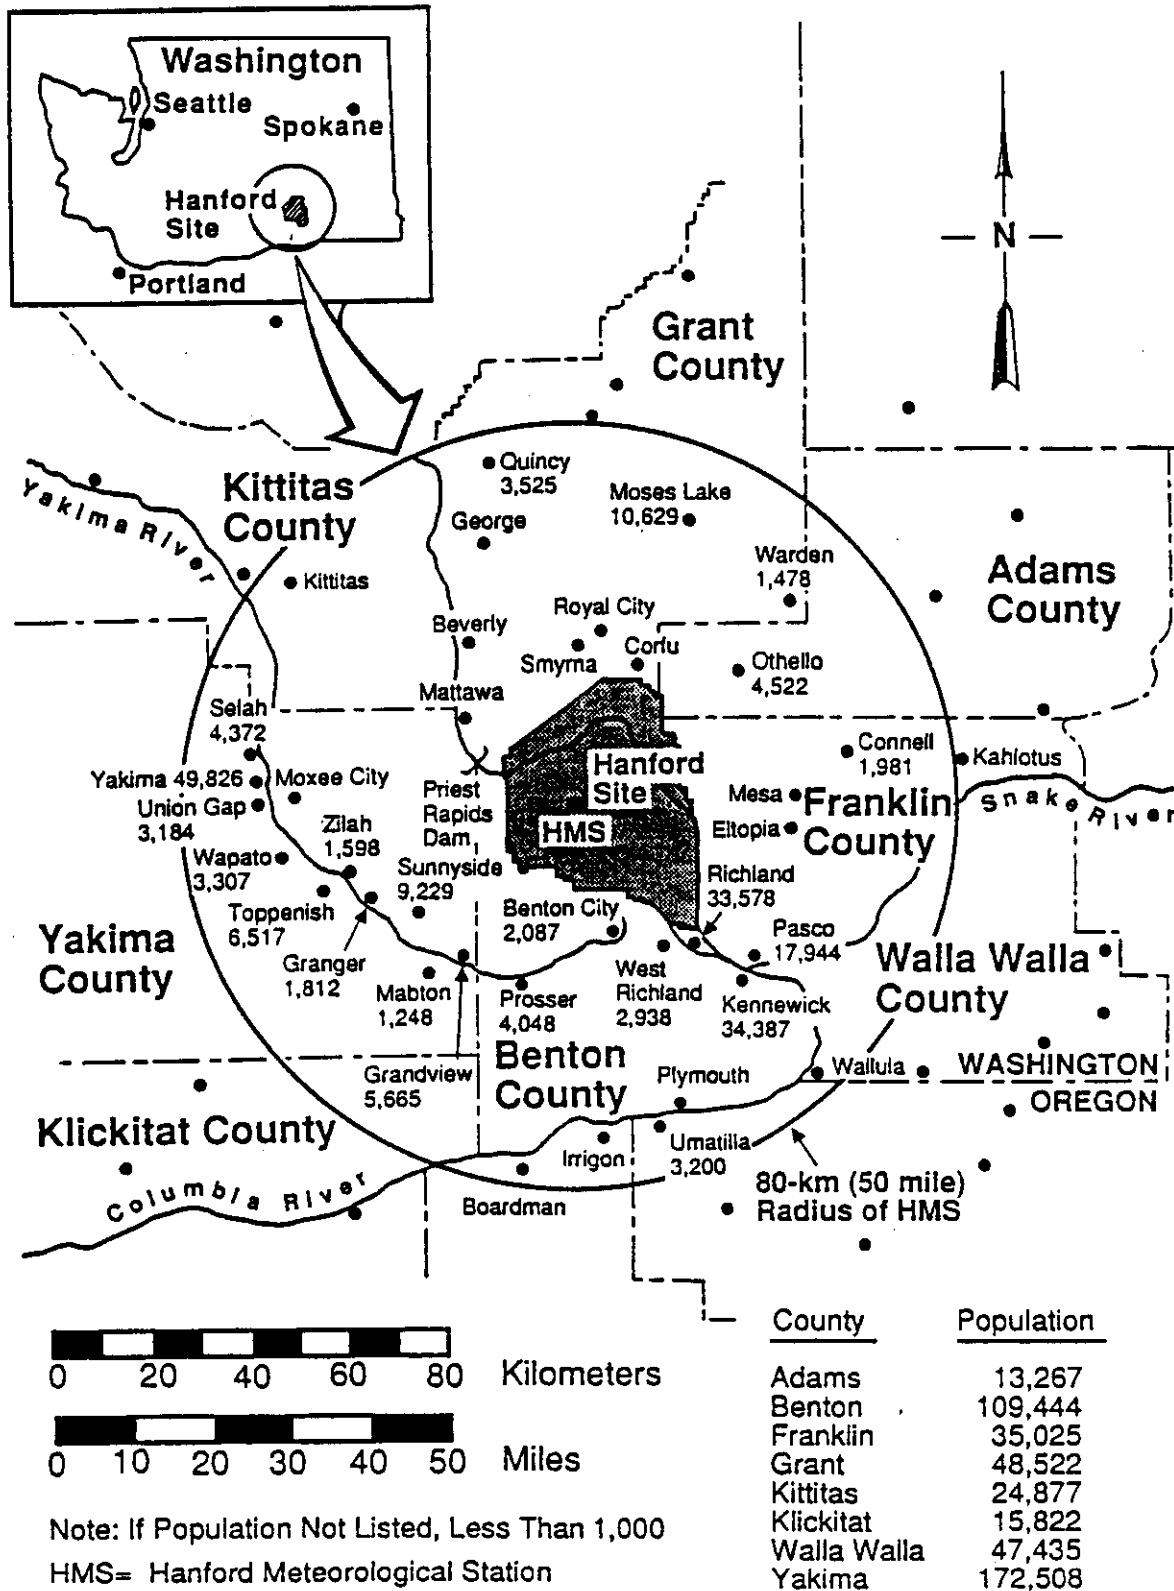 Washington
Seattle
Spokane
Hanford
Site
Portland
N
Grant
County
Kittitas
County
Yakima River
Quincy
3,525
Moses Lake
10,629
George
Warden
1,478
Adams
County
Kittitas
Royal City
Beverly
Smyrna
Corfu
Othello
4,522
Mattawa
Selah
4,372
Connell
1,981
Kahlotus
Yakima 49,826
Moxee City
Union Gap
3,184
Priest
Rapids
Dam
Hanford
Site
HMS
Mesa
Franklin
County
Snake River
Eltopia
Zilah
1,598
Wapato
3,307
Sunnyside
9,229
Richland
33,578
Toppenish
6,517
Benton City
2,087
Pasco
17,944
Yakima
County
Granger
1,812
Mabton
1,248
Prosser
4,048
West
Richland
2,938
Kennewick
34,387
Walla Walla
County
Benton
County
Grandview
5,665
Plymouth
Wallula
WASHINGTON
OREGON
Klickitat County
Irrigon
Umatilla
3,200
Columbia River
Boardman
80-km (50 mile)
Radius of HMS
0 20 40 60 80 Kilometers
0 10 20 30 40 50 Miles
Note: If Population Not Listed, Less Than 1,000
HMS= Hanford Meteorological Station
County Population
Adams 13,267
Benton 109,444
Franklin 35,025
Grant 48,522
Kittitas 24,877
Klickitat 15,822
Walla Walla 47,435
Yakima 172,508